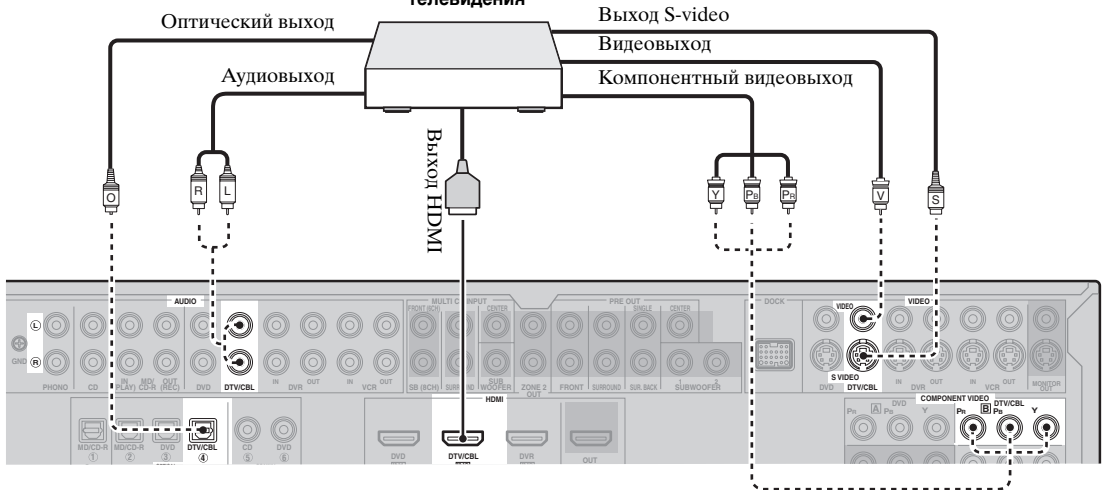 телевидения
Оптический выход
Выход S-video
Видеовыход
Аудиовыход
Компонентный видеовыход
Выход HDMI
O
R
L
Y
PB
PR
V
S
AUDIO
MULTI CH INPUT
PRE OUT
DOCK
VIDEO
VIDEO
FRONT (6CH)
CENTER
SINGLE
CENTER
L
R
GND
S VIDEO
PHONO
CD
IN (PLAY)
MD/CD-R
OUT (REC)
DVD
DTV/CBL
IN
DVR
OUT
IN
VCR
OUT
SB (8CH)
SURROUND
SUB WOOFER
ZONE 2 OUT
FRONT
SURROUND
SUR. BACK
1
2
SUBWOOFER
DVD
DTV/CBL
IN
DVR
OUT
IN
VCR
OUT
MONITOR OUT
HDMI
COMPONENT VIDEO
PR
A
DVD
PB
Y
PR
B
DTV/CBL
PB
Y
MD/CD-R
①
MD/CD-R
②
DVD
③
DTV/CBL
④
CD
⑤
DVD
⑥
DVD
DTV/CBL
DVR
OUT